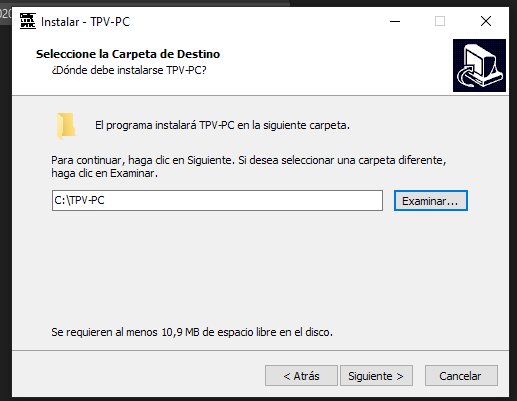 Instalar - TPV-PC
Seleccione la Carpeta de Destino
¿Dónde debe instalarse TPV-PC?
El programa instalará TPV-PC en la siguiente carpeta.
Para continuar, haga clic en Siguiente. Si desea seleccionar una carpeta diferente,
haga clic en Examinar.
C:\TPV-PC
Examinar...
Se requieren al menos 10,9 MB de espacio libre en el disco.
< Atrás
Siguiente >
Cancelar